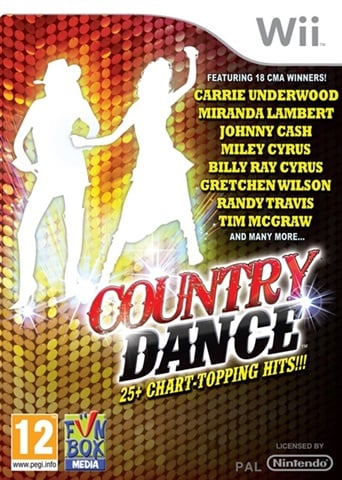 Wii
FEATURING 18 CMA WINNERS!
CARRIE UNDERWOOD
MIRANDA LAMBERT
JOHNNY CASH
MILEY CYRUS
BILLY RAY CYRUS
GRETCHEN WILSON
RANDY TRAVIS
TIM MCGRAW
AND MANY MORE...
COUNTRY
DANCE™
25+ CHART-TOPPING HITS!!!
12
www.pegi.info
FUN
BOX
MEDIA
LICENSED BY
PAL Nintendo